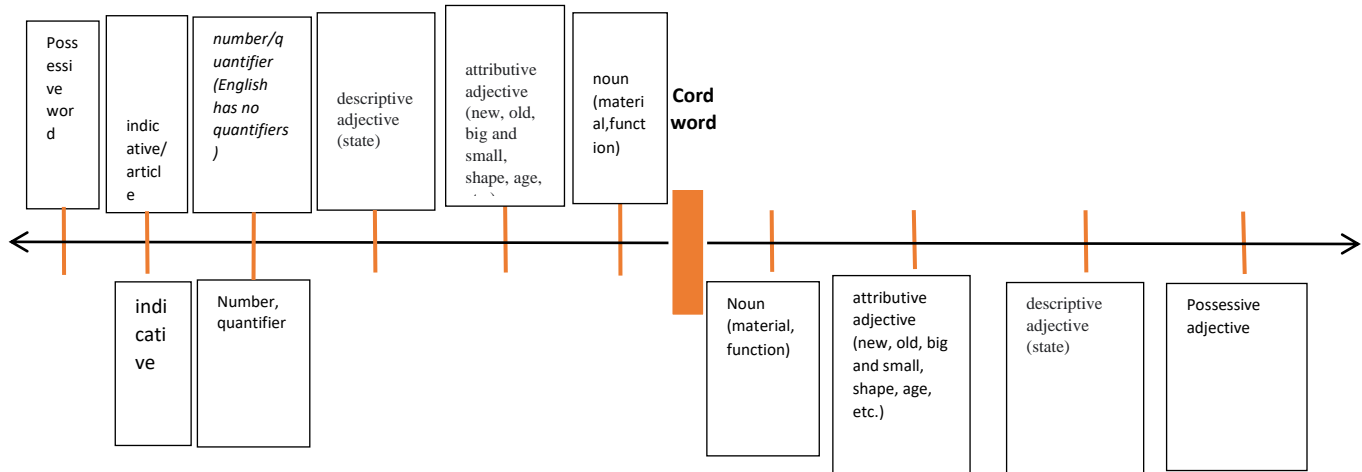 Poss
essi
ve
wor
d
indic
ative/
articl
e
number/q
uantifier
(English
has no
quantifiers
)
descriptive
adjective
(state)
attributive
adjective
(new, old,
big and
small,
shape, age,
noun
(materi
al,funct
ion)
Cord
word
indi
cati
ve
Number,
quantifier
Noun
(material,
function)
attributive
adjective
(new, old, big
and small,
shape, age,
etc.)
descriptive
adjective
(state)
Possessive
adjective